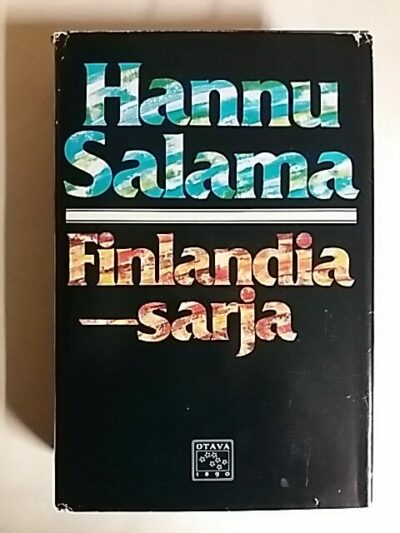 Hannu
Salama
Finlandia
—sarja
OTAVA
1890